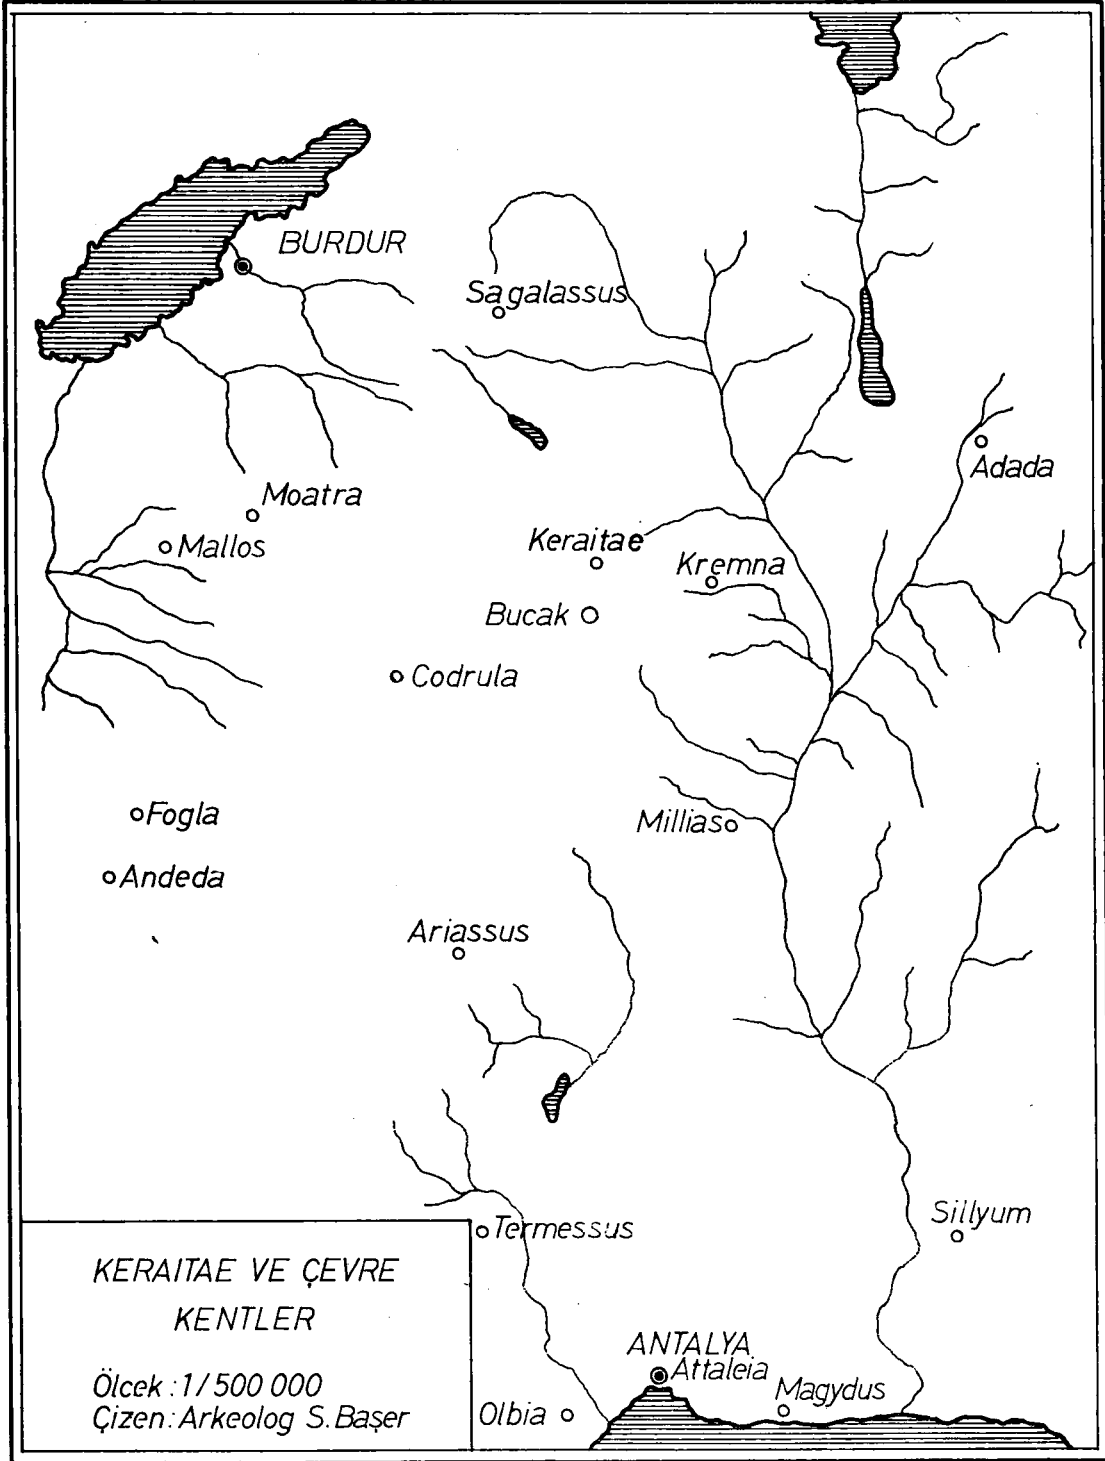 BURDUR
Sagalassus
Adada
Moatra
Mallos
Keraitae
Kremna
Bucak
Codrula
Fogla
Millias
Andeda
Ariassus
Sillyum
Termessus
KERAITAE VE ÇEVRE
KENTLER
Ölcek : 1/500 000
Çizen : Arkeolog S. Başer
ANTALYA
Attaleia
Magydus
Olbia